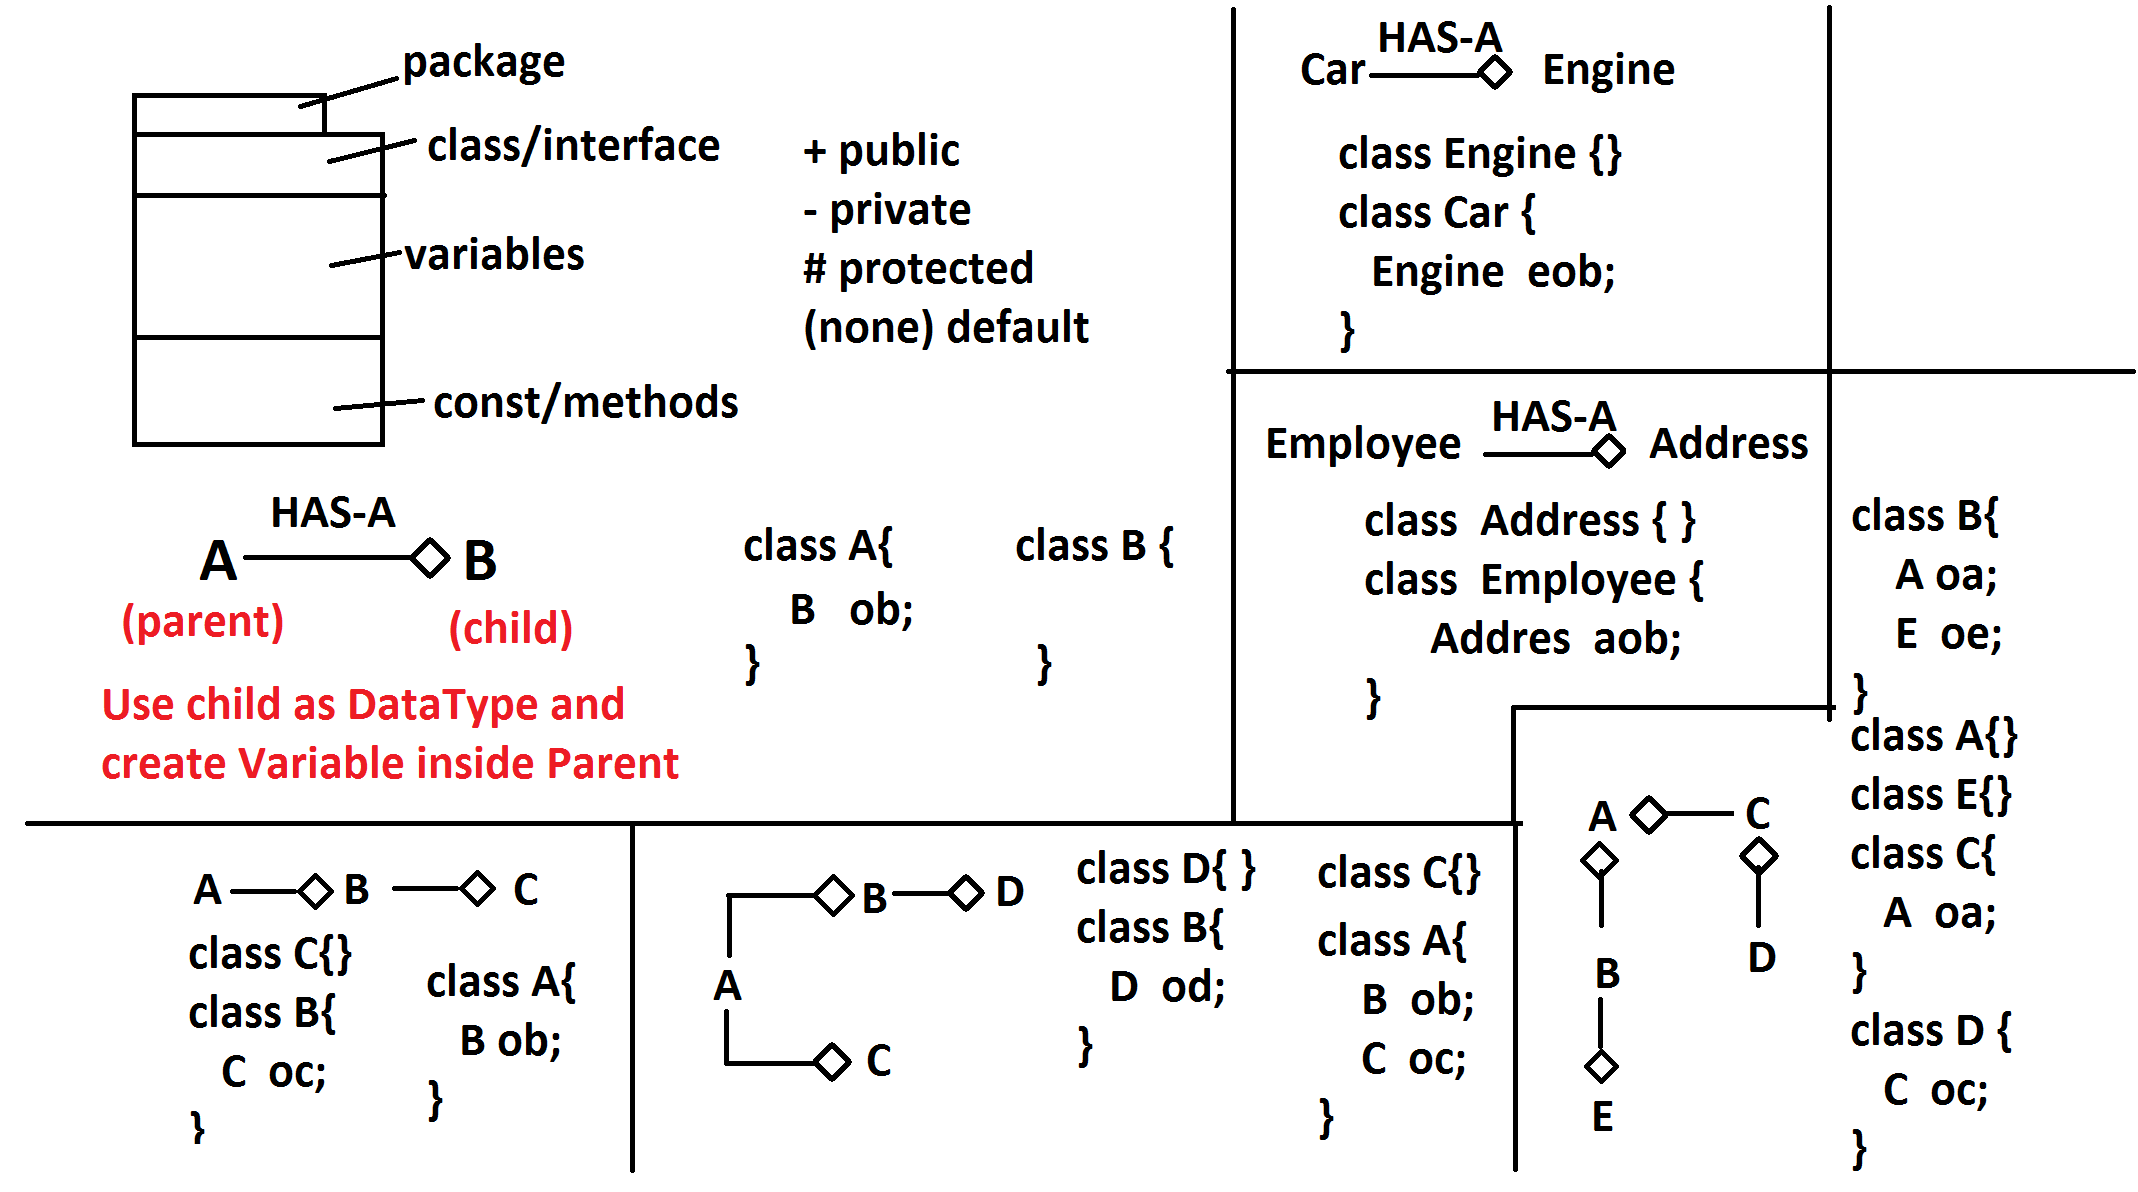 package
class/interface
variables
const/methods
+ public
- private
# protected
(none) default
HAS-A
A B
(parent)
(child)
Use child as DataType and
create Variable inside Parent
class A{
B ob;
}
class B {
}
HAS-A
Car Engine
class Engine {}
class Car {
Engine eob;
}
HAS-A
Employee Address
class Address { }
class Employee {
Addres aob;
}
A B C
class C{}
class B{
C oc;
}
class A{
B ob;
}
B D
A
C
class D{ }
class B{
D od;
}
class C{}
class A{
B ob;
C oc;
}
A C
B D
E
class B{
A oa;
E oe;
}
class A{}
class E{}
class C{
A oa;
}
class D {
C oc;
}